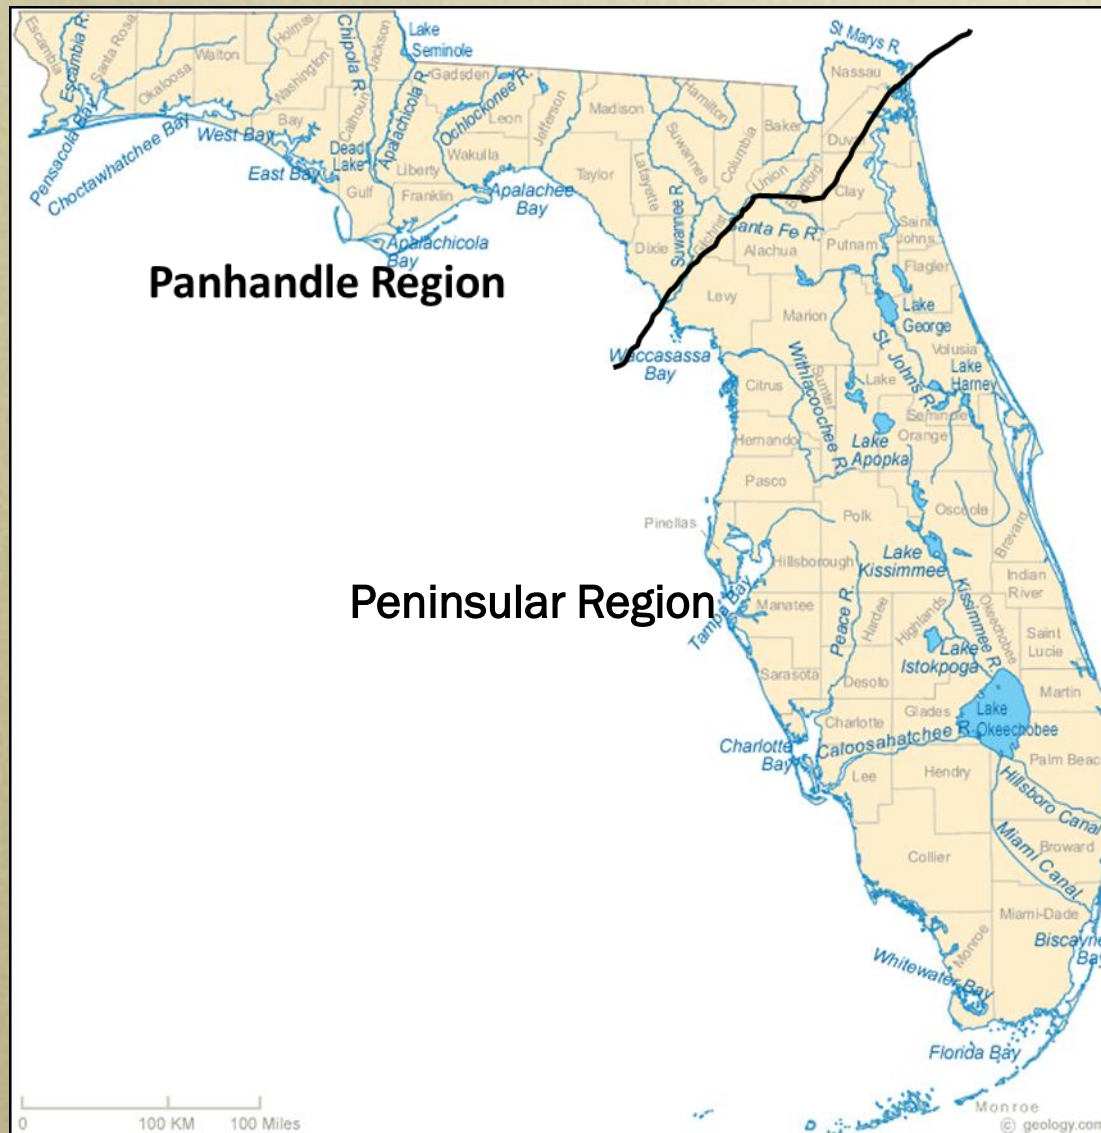 Escambia
Escambia R.
Santa Rosa
Okaloosa
Walton
Holmas
Washington
Bay
Chipola R.
Jackson
Calhoun
Lake
Seminole
Gadsden
Apalachicola R.
Ochlockonee R.
Leon
Jefferson
Madison
Hamilton
Suwannee
Columbia
Baker
Nassau
St Marys R.
Duval
Union
Bradford
Clay
Pensacola Bay
Choctawhatchee Bay
West Bay
East Bay
Dead
Lake
Gulf
Liberty
Franklin
Wakulla
Apalachee
Bay
Apalachicola
Bay
Taylor
Lafayette
Dixie
Suwannee R.
Gilchrist
Santa Fe R.
Alachua
Putnam
Saint
Johns
Flagler
Panhandle Region
Levy
Marion
Lake
George
Volusia
Waccasassa
Bay
Citrus
Withlacoochee R.
Sumter
Lake
St. Johns R.
Lake
Harney
Seminole
Hernando
Lake
Apopka
Orange
Pasco
Pinellas
Polk
Osceola
Bravard
Hillsborough
Lake
Kissimmee
Kissimmee R.
Indian
River
Peninsular Region
Tampa Bay
Manatee
Peace R.
Hardee
Highlands
Okeechobee
Saint
Lucie
Lake
Istokpoga
Sarasota
Desoto
Martin
Charlotte
Glades
Lake
Okeechobee
Charlotte
Bay
Caloosahatchee R.
Lee
Hendry
Palm Beac
Hillsboro Canal
Miami Canal
Broward
Collier
Miami-Dade
Monroe
Biscayne
Bay
Whitewater Bay
Florida Bay
Monroe
0 100 KM 100 Miles
© geology.com